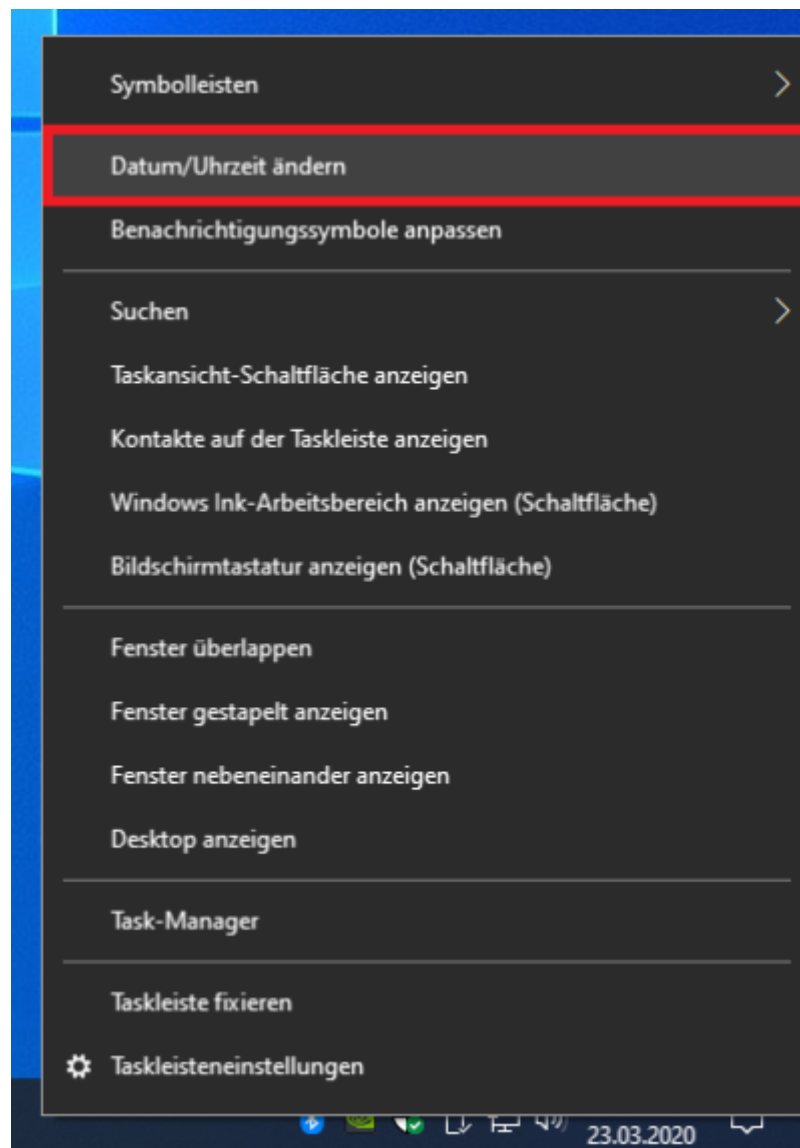 Symbolleisten
Datum/Uhrzeit ändern
Benachrichtigungssymbole anpassen
Suchen
Taskansicht-Schaltfläche anzeigen
Kontakte auf der Taskleiste anzeigen
Windows Ink-Arbeitsbereich anzeigen (Schaltfläche)
Bildschirmtastatur anzeigen (Schaltfläche)
Fenster überlappen
Fenster gestapelt anzeigen
Fenster nebeneinander anzeigen
Desktop anzeigen
Task-Manager
Taskleiste fixieren
Taskleisteneinstellungen
23.03.2020